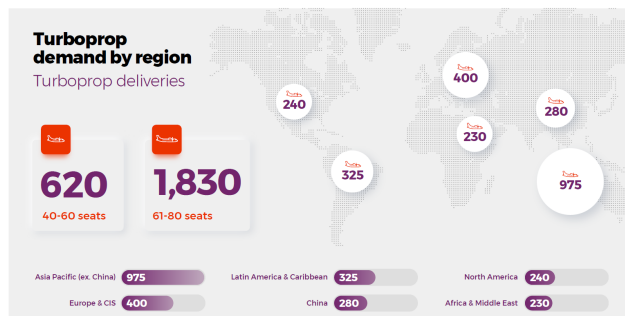 Turboprop
demand by region
Turboprop deliveries
240
400
280
230
325
975
620
40-60 seats
1,830
61-80 seats
Asia Pacific (ex. China) 975
Latin America & Caribbean 325
North America 240
Europe & CIS 400
China 280
Africa & Middle East 230